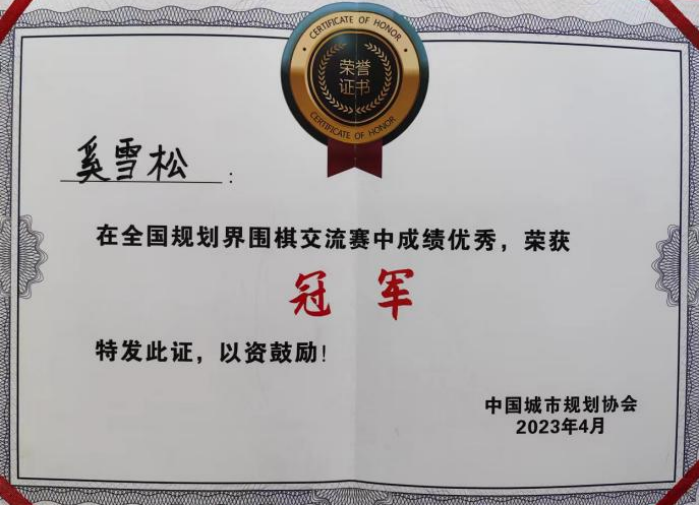 CERTIFICATE OF HONOR
荣誉
证书
CERTIFICATE OF HONOR
奚雪松:
在全国规划界围棋交流赛中成绩优秀，荣获
冠军
特发此证，以资鼓励！
中国城市规划协会
2023年4月